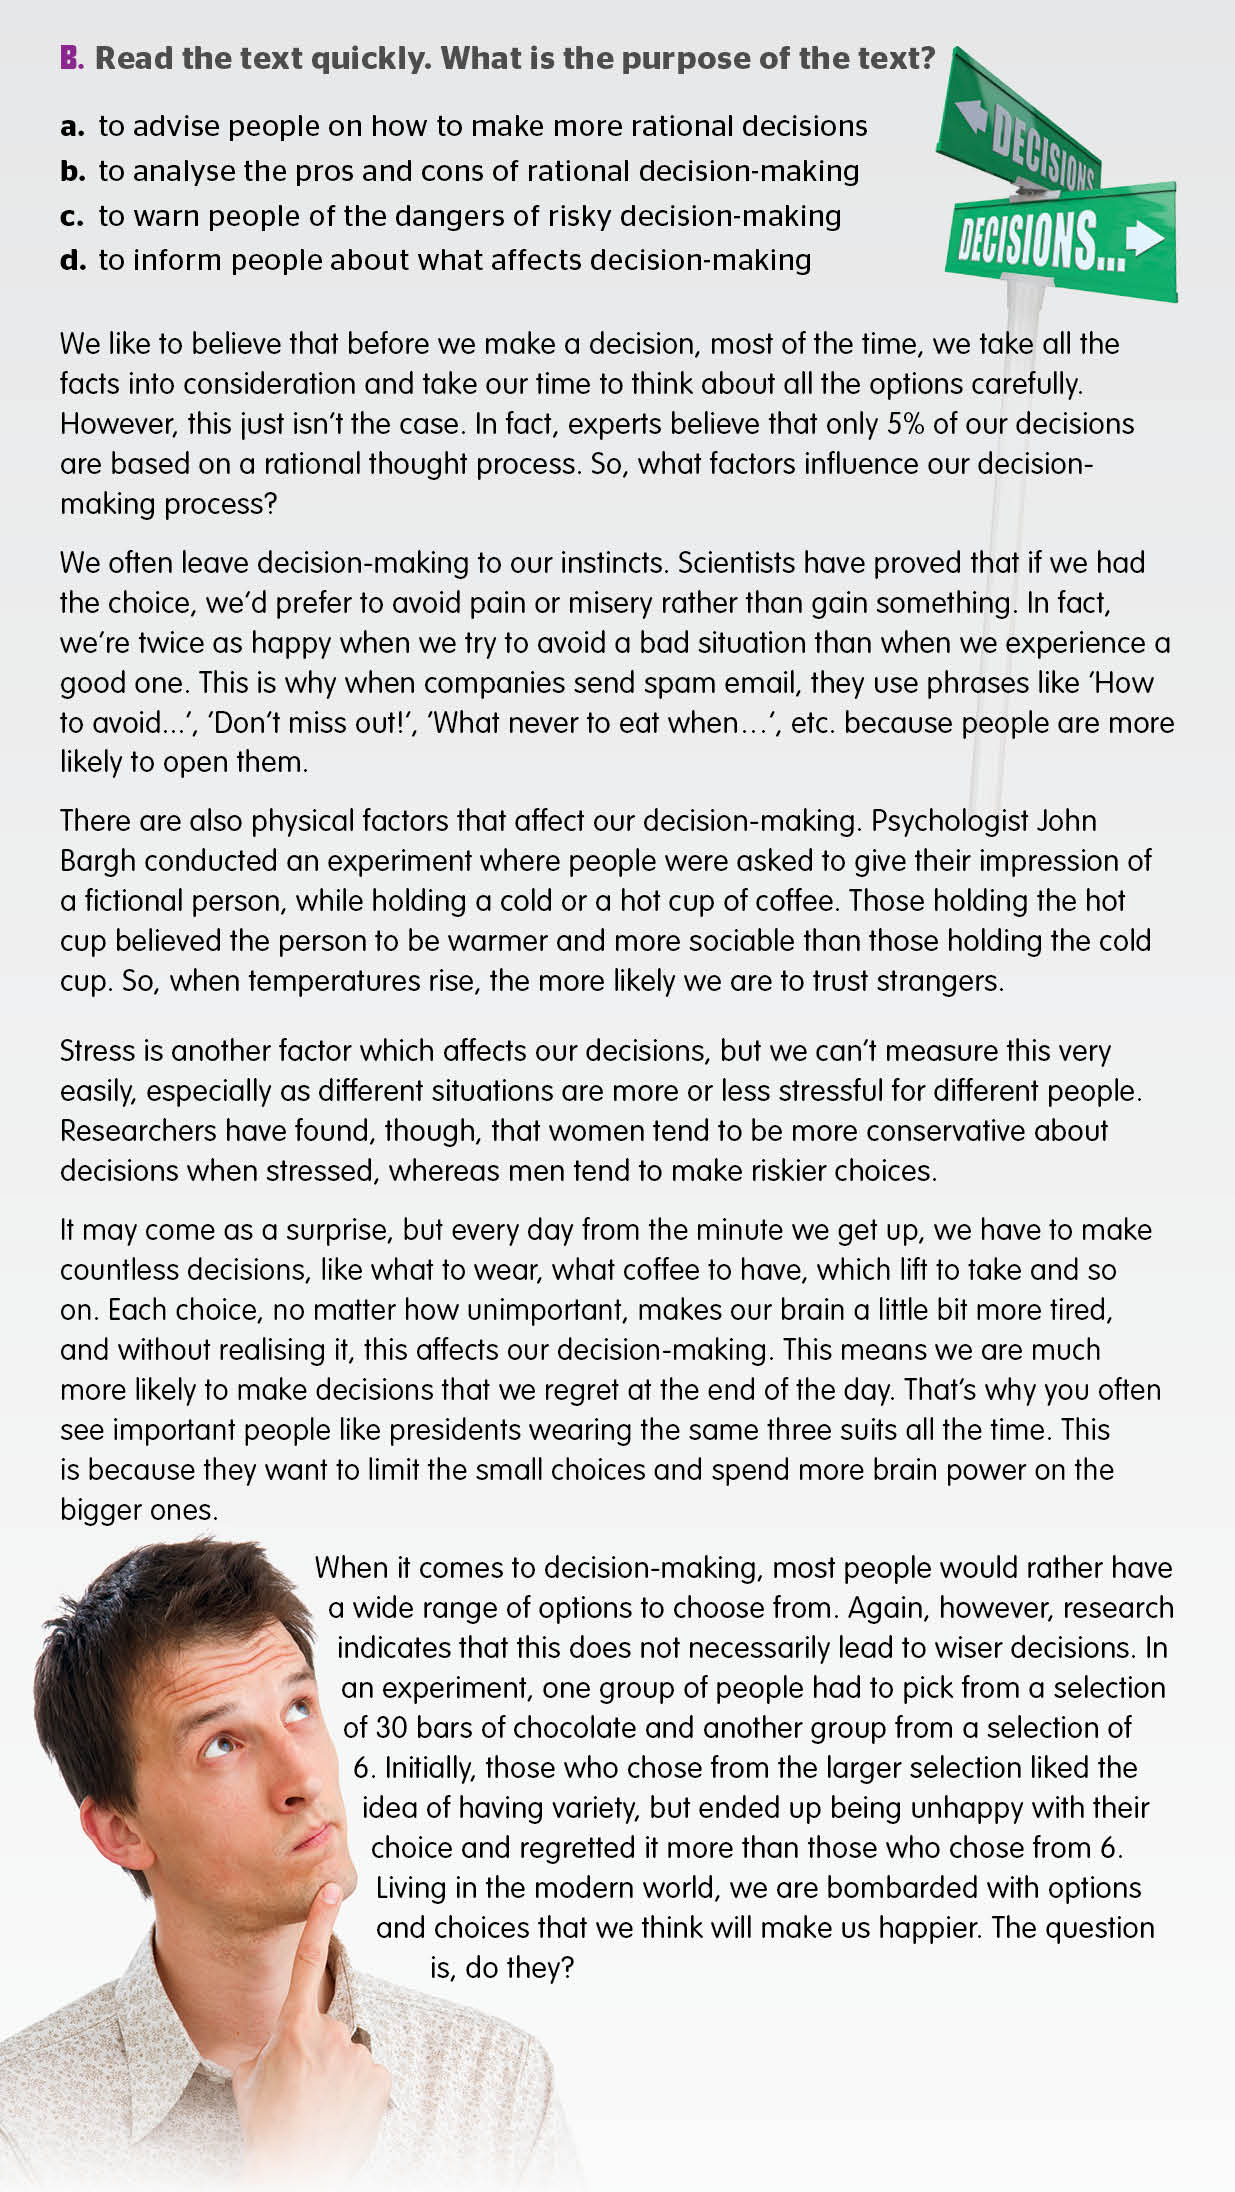 B. Read the text quickly. What is the purpose of the text?
a. to advise people on how to make more rational decisions
b. to analyse the pros and cons of rational decision-making
c. to warn people of the dangers of risky decision-making
d. to inform people about what affects decision-making
DECISIONS
DECISIONS...
We like to believe that before we make a decision, most of the time, we take all the
facts into consideration and take our time to think about all the options carefully.
However, this just isn't the case. In fact, experts believe that only 5% of our decisions
are based on a rational thought process. So, what factors influence our decision-
making process?
We often leave decision-making to our instincts. Scientists have proved that if we had
the choice, we'd prefer to avoid pain or misery rather than gain something. In fact,
we're twice as happy when we try to avoid a bad situation than when we experience a
good one. This is why when companies send spam email, they use phrases like 'How
to avoid...', 'Don't miss out!', 'What never to eat when...', etc. because people are more
likely to open them.
There are also physical factors that affect our decision-making. Psychologist John
Bargh conducted an experiment where people were asked to give their impression of
a fictional person, while holding a cold or a hot cup of coffee. Those holding the hot
cup believed the person to be warmer and more sociable than those holding the cold
cup. So, when temperatures rise, the more likely we are to trust strangers.
Stress is another factor which affects our decisions, but we can't measure this very
easily, especially as different situations are more or less stressful for different people.
Researchers have found, though, that women tend to be more conservative about
decisions when stressed, whereas men tend to make riskier choices.
It may come as a surprise, but every day from the minute we get up, we have to make
countless decisions, like what to wear, what coffee to have, which lift to take and so
on. Each choice, no matter how unimportant, makes our brain a little bit more tired,
and without realising it, this affects our decision-making. This means we are much
more likely to make decisions that we regret at the end of the day. That's why you often
see important people like presidents wearing the same three suits all the time. This
is because they want to limit the small choices and spend more brain power on the
bigger ones.
When it comes to decision-making, most people would rather have
a wide range of options to choose from. Again, however, research
indicates that this does not necessarily lead to wiser decisions. In
an experiment, one group of people had to pick from a selection
of 30 bars of chocolate and another group from a selection of
6. Initially, those who chose from the larger selection liked the
idea of having variety, but ended up being unhappy with their
choice and regretted it more than those who chose from 6.
Living in the modern world, we are bombarded with options
and choices that we think will make us happier. The question
is, do they?